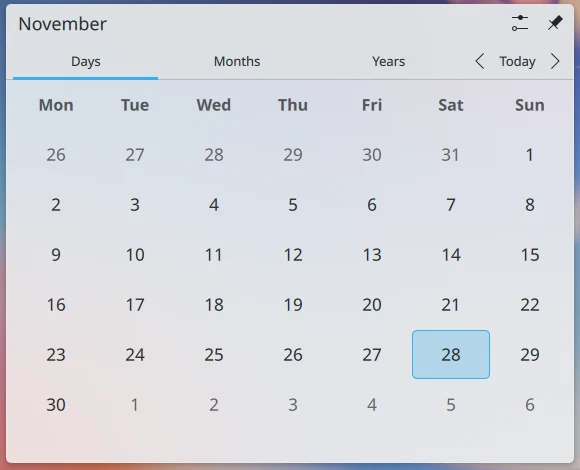 November
Days Months Years Today
Mon Tue Wed Thu Fri Sat Sun
26 27 28 29 30 31 1
2 3 4 5 6 7 8
9 10 11 12 13 14 15
16 17 18 19 20 21 22
23 24 25 26 27 28 29
30 1 2 3 4 5 6